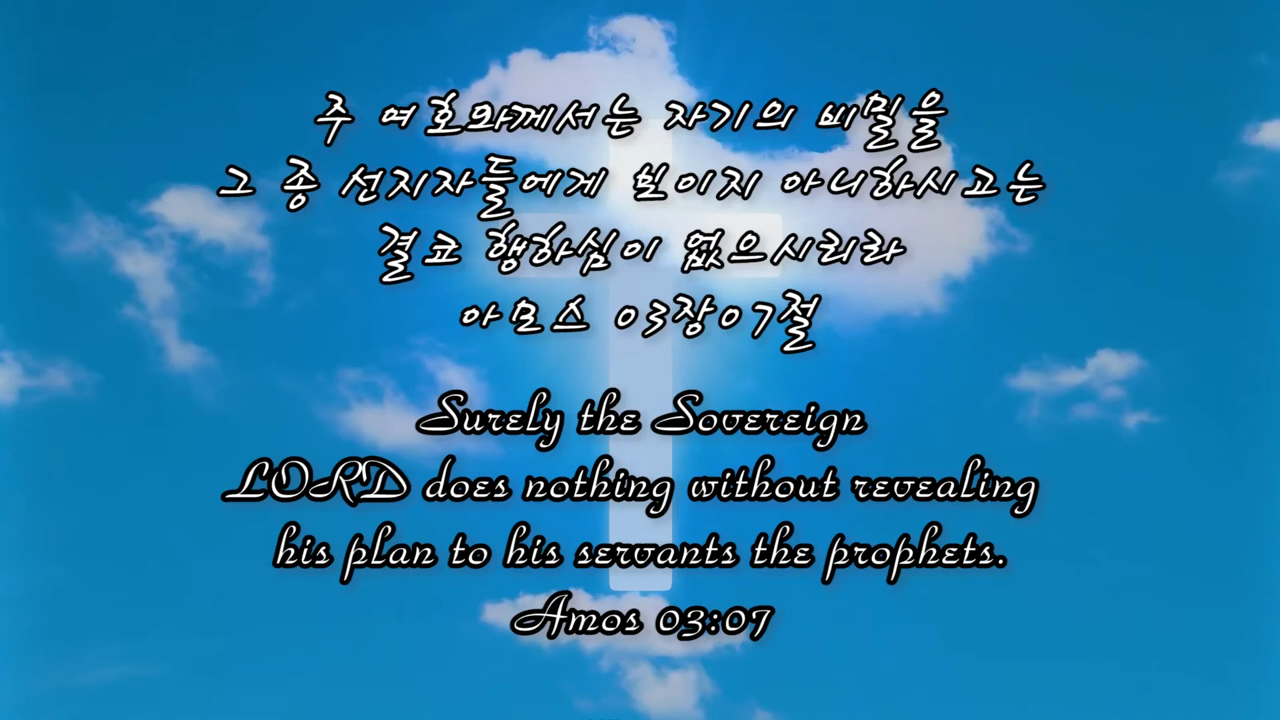 주 여호와께서는 자기의 비밀을
그 종 선지자들에게 보이지 아니하시고는
결코 행하심이 없으시리라
아모스 03장07절
Surely the Sovereign
LORD does nothing without revealing
his plan to his servants the prophets.
Amos 03:07